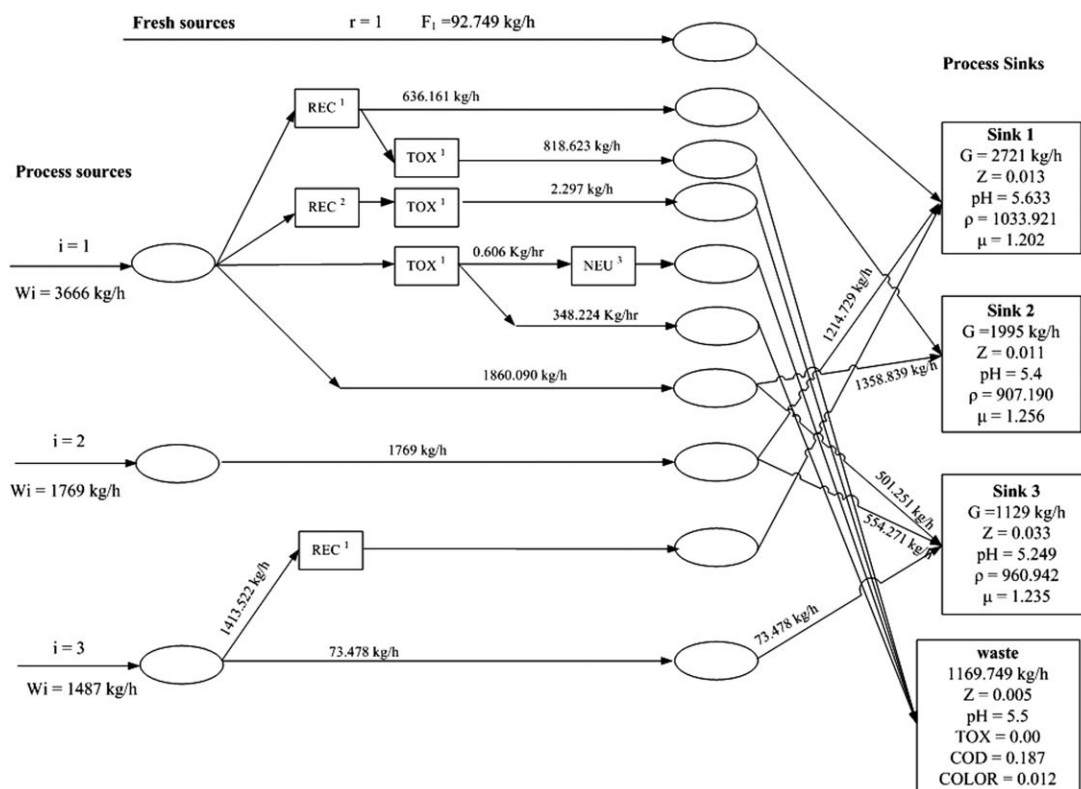 Fresh sources
r = 1 F₁ =92.749 kg/h
Process Sinks
REC ¹
636.161 kg/h
TOX ¹
818.623 kg/h
Process sources
REC ²
TOX ¹
2.297 kg/h
i = 1
Wi = 3666 kg/h
TOX ¹
0.606 Kg/hr
NEU ³
348.224 Kg/hr
1860.090 kg/h
i = 2
Wi = 1769 kg/h
1769 kg/h
REC ¹
1413.522 kg/h
i = 3
Wi = 1487 kg/h
73.478 kg/h
1214.729 kg/h
1358.839 kg/h
501.251 kg/h
554.271 kg/h
73.478 kg/h
Sink 1
G = 2721 kg/h
Z = 0.013
pH = 5.633
ρ = 1033.921
μ = 1.202
Sink 2
G =1995 kg/h
Z = 0.011
pH = 5.4
ρ = 907.190
μ = 1.256
Sink 3
G =1129 kg/h
Z = 0.033
pH = 5.249
ρ = 960.942
μ = 1.235
waste
1169.749 kg/h
Z = 0.005
pH = 5.5
TOX = 0.00
COD = 0.187
COLOR = 0.012